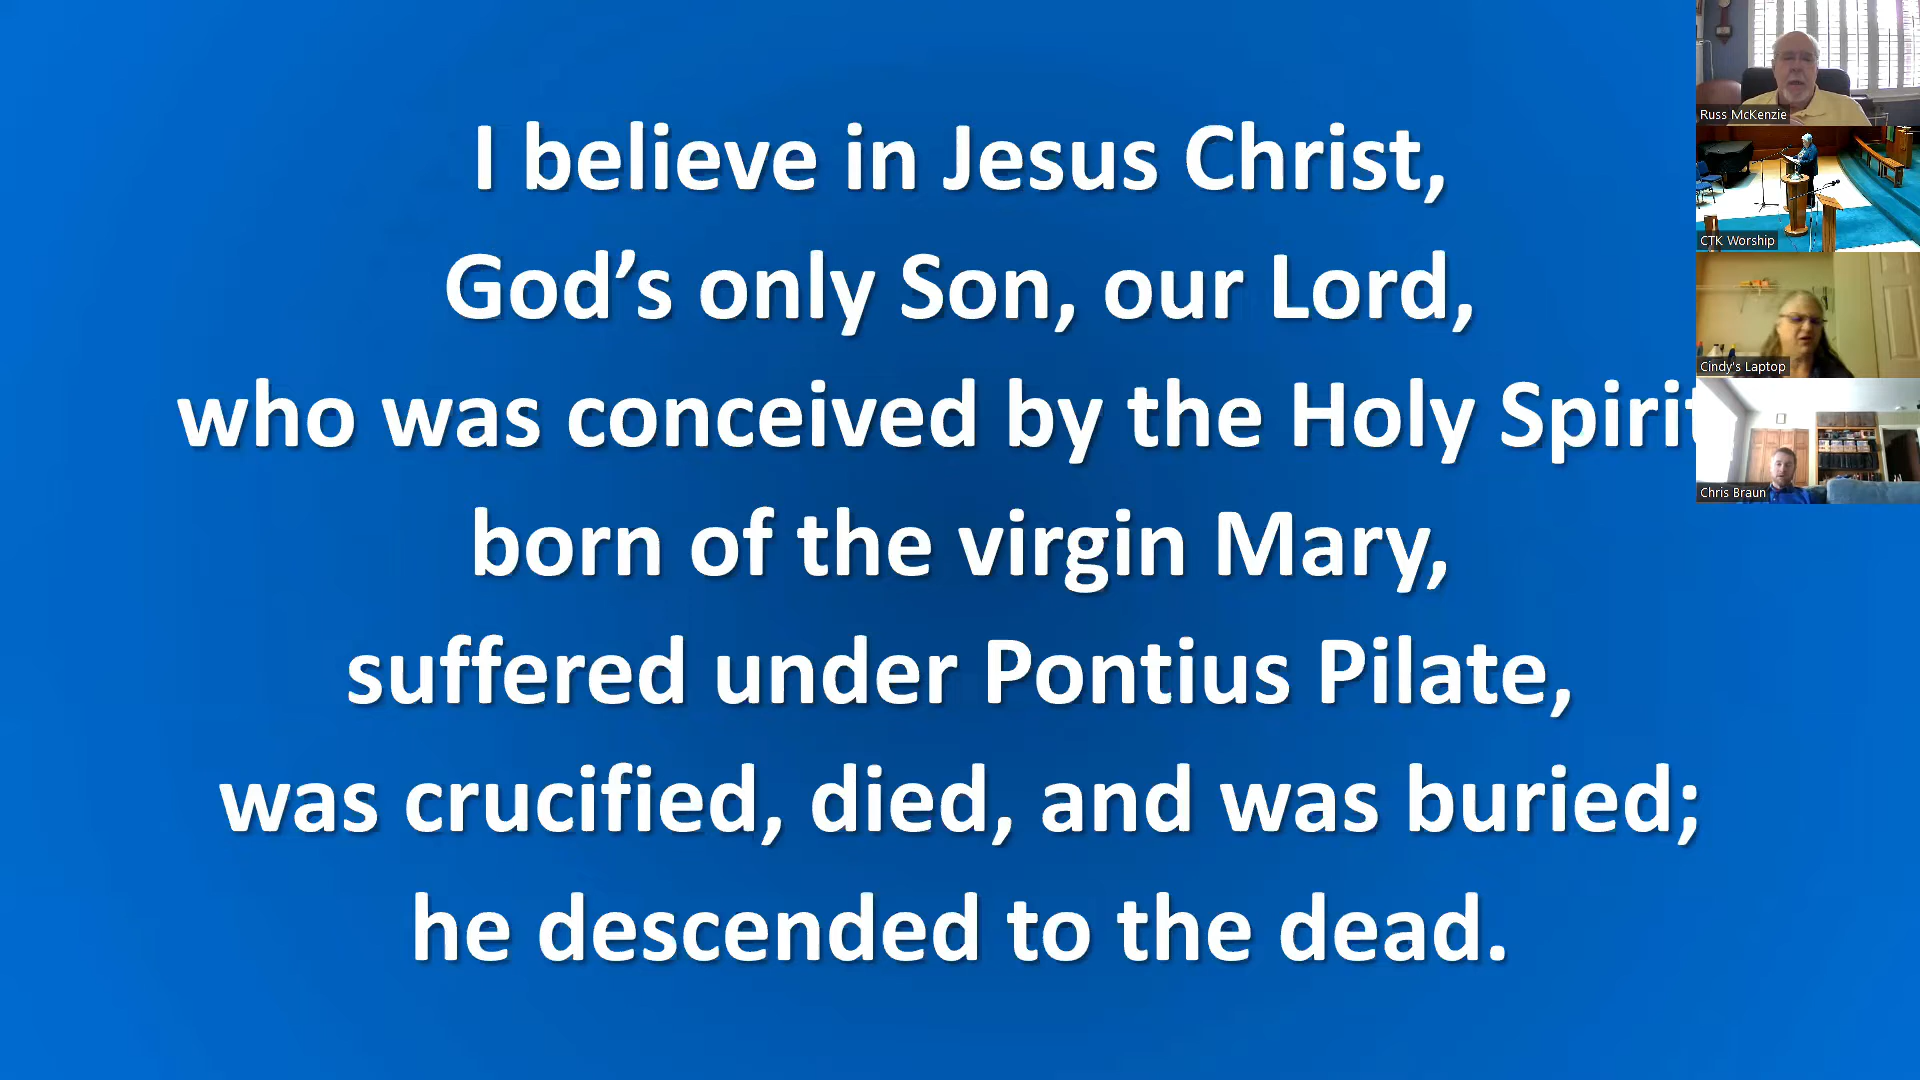 I believe in Jesus Christ,
God’s only Son, our Lord,
who was conceived by the Holy Spirit
born of the virgin Mary,
suffered under Pontius Pilate,
was crucified, died, and was buried;
he descended to the dead.
Russ McKenzie
CTK Worship
Cindy's Laptop
Chris Braun